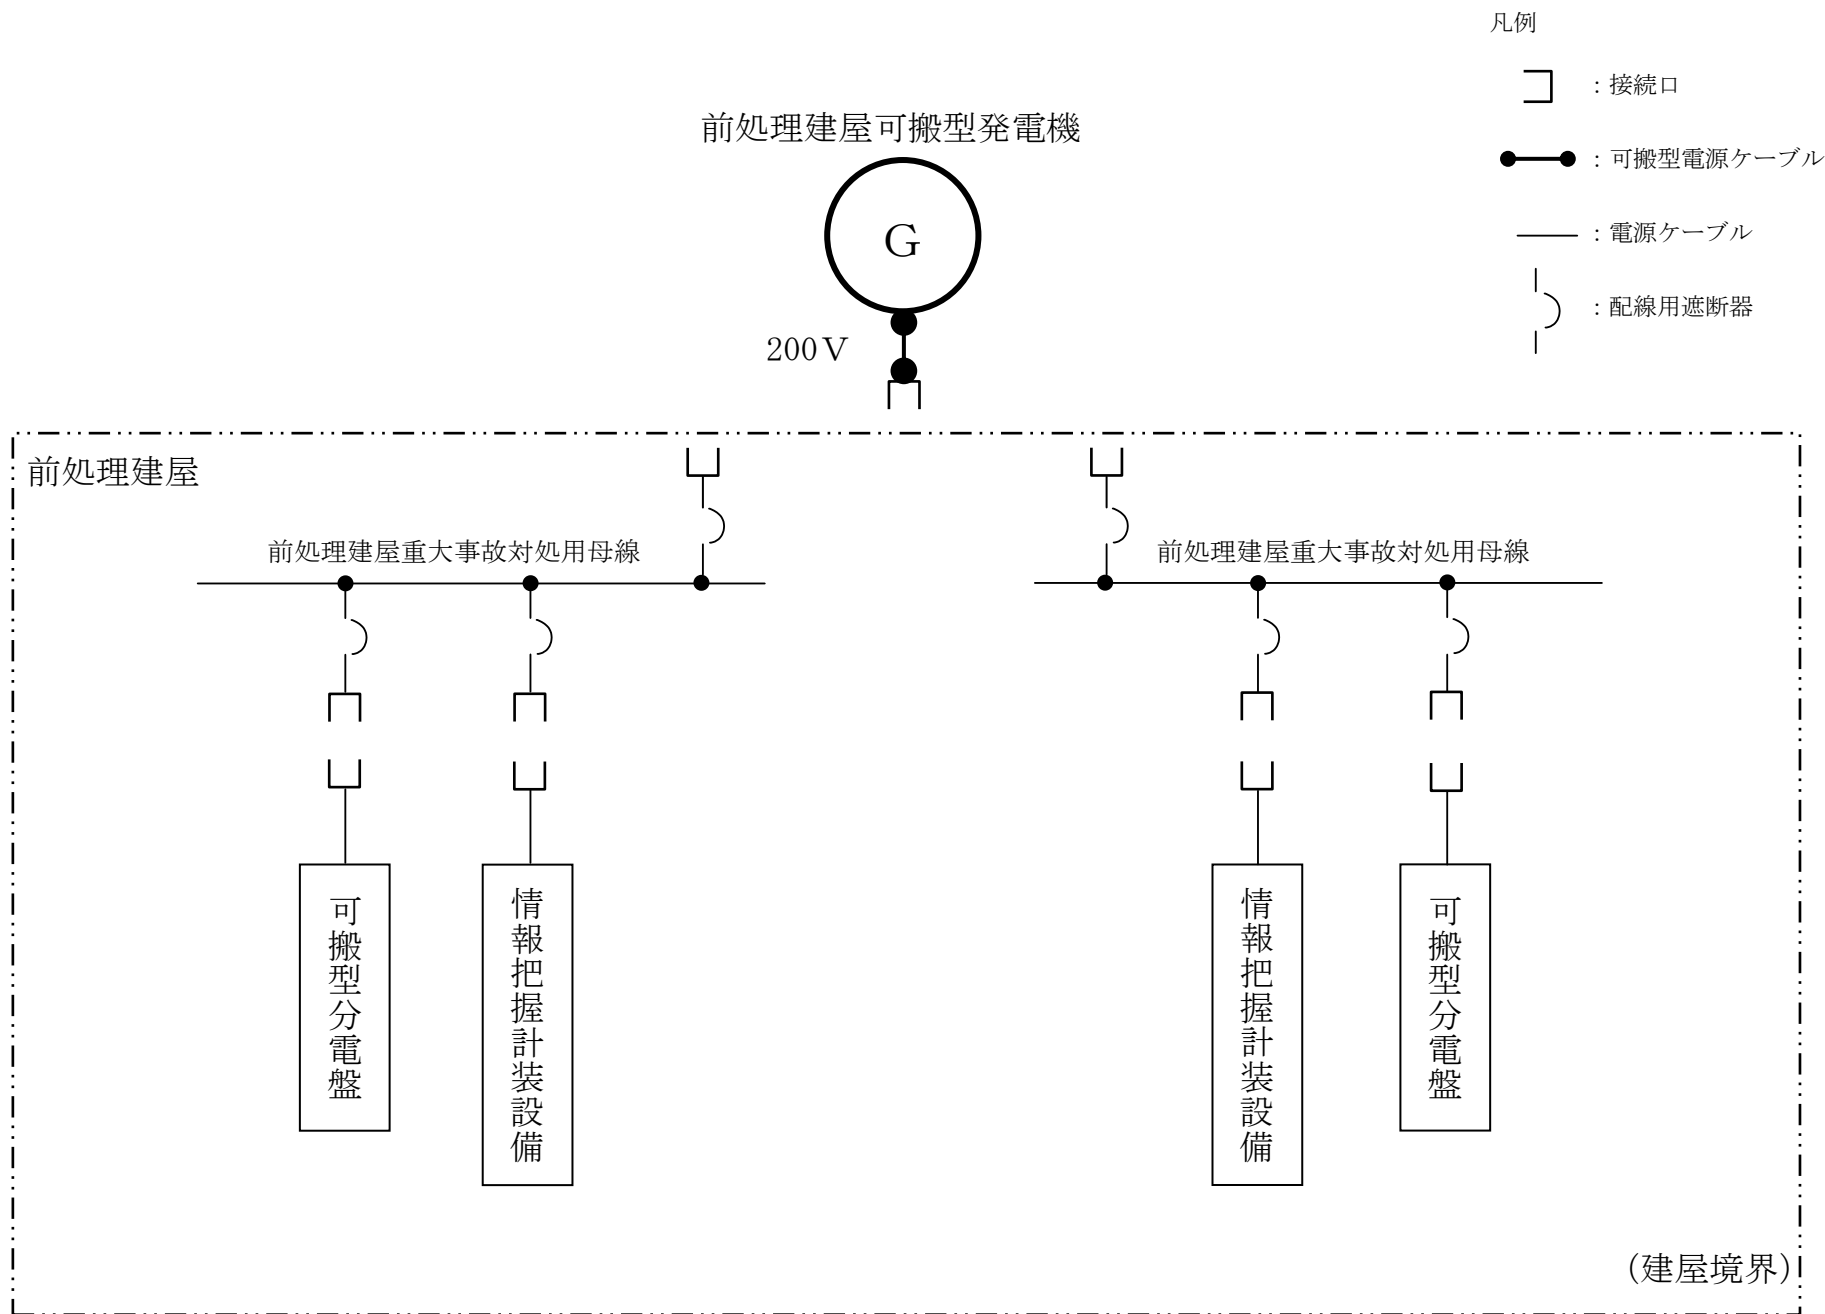 凡例
：接続口
：可搬型電源ケーブル
：電源ケーブル
：配線用遮断器
前処理建屋可搬型発電機
G
200V
前処理建屋
前処理建屋重大事故対処用母線
前処理建屋重大事故対処用母線
可搬型分電盤
情報把握計装設備
情報把握計装設備
可搬型分電盤
(建屋境界)